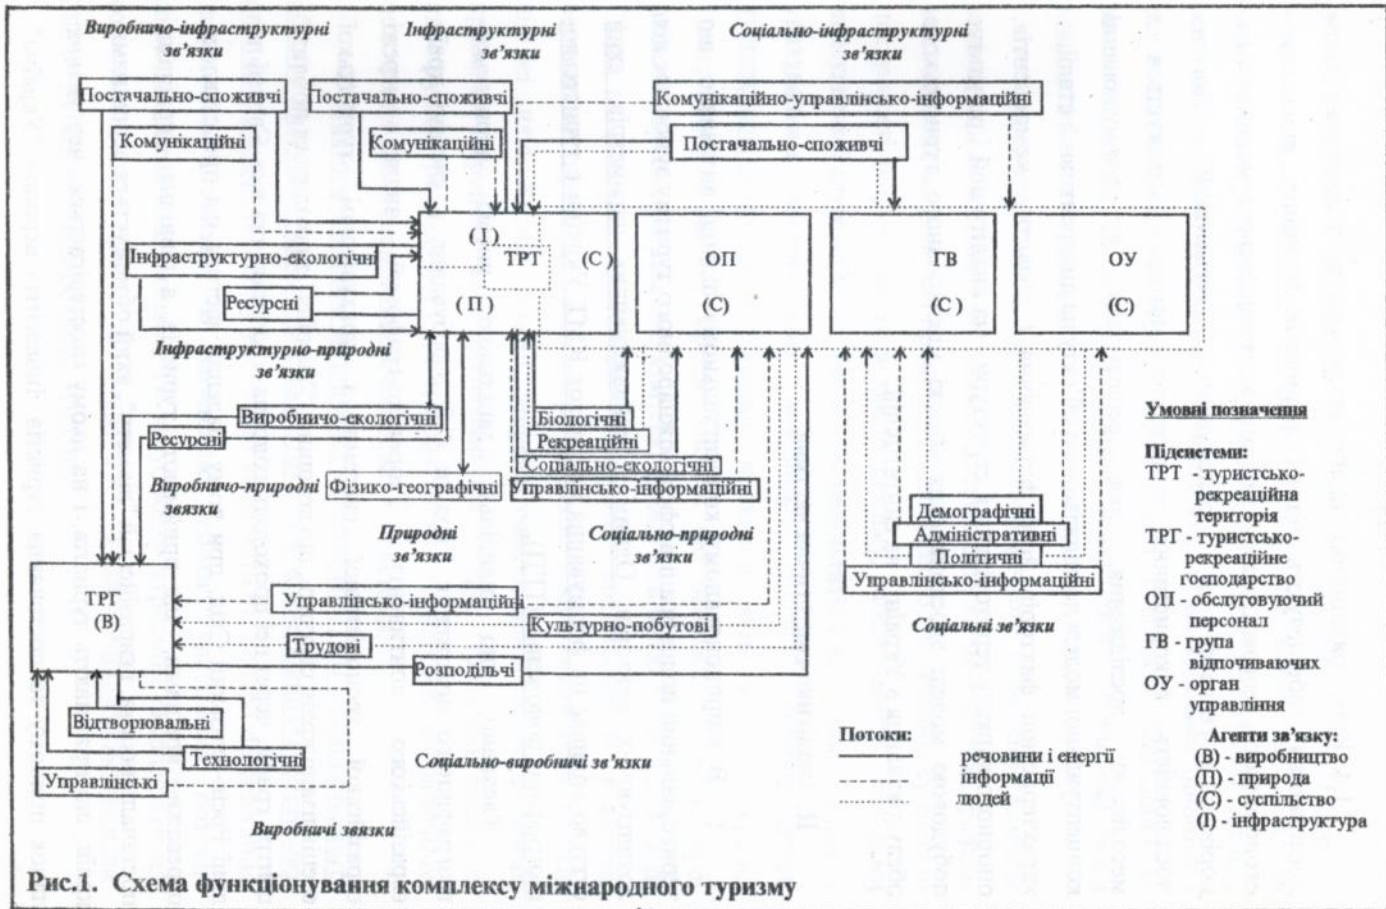 Виробничо-інфраструктурні
зв’язки
Інфраструктурні
зв’язки
Соціально-інфраструктурні
зв’язки
Постачально-споживчі
Постачально-споживчі
Комунікаційно-управлінсько-інформаційні
Комунікаційні
Комунікаційні
Постачально-споживчі
( І )
ТРТ
( С )
( П )
ОП
(С)
ГВ
(С )
ОУ
(С)
Інфраструктурно-екологічні
Ресурсні
Інфраструктурно-природні
зв’язки
Виробничо-екологічні
Ресурсні
Виробничо-природні
звязки
Фізико-географічні
Природні
зв’язки
Біологічні
Рекреаційні
Соціально-екологічні
Управлінсько-інформаційні
Соціально-природні
зв’язки
Демографічні
Адміністративні
Політичні
Управлінсько-інформаційні
Соціальні зв’язки
ТРГ
(В)
Управлінсько-інформаційні
Культурно-побутові
Трудові
Розподільчі
Відтворювальні
Технологічні
Управлінські
Соціально-виробничі зв’язки
Виробничі звязки
Умовні позначення
Підсистеми:
ТРТ - туристсько-
рекреаційна
територія
ТРГ - туристсько-
рекреаційне
господарство
ОП - обслуговуючий
персонал
ГВ - група
відпочиваючих
ОУ - орган
управління
Потоки:
речовини і енергії
інформації
людей
Агенти зв’язку:
(В) - виробництво
(П) - природа
(С) - суспільство
(І) - інфраструктура
Рис.1. Схема функціонування комплексу міжнародного туризму